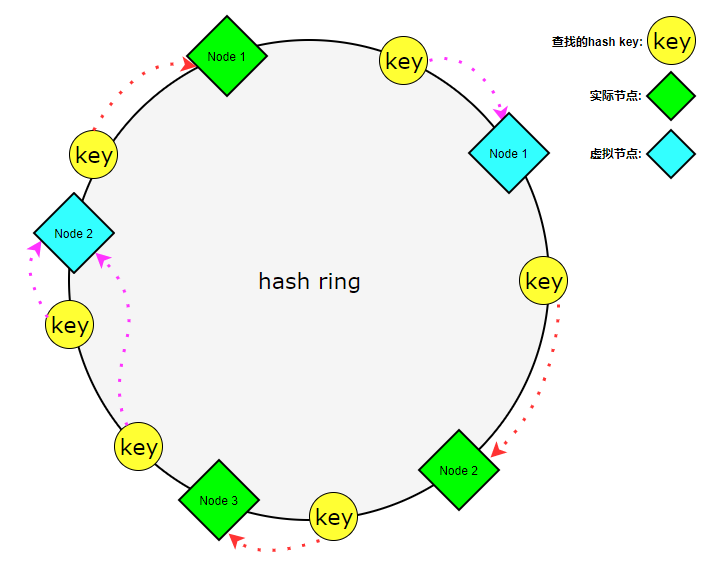 查找的hash key:
key
实际节点:
虚拟节点:
Node 1
key
Node 1
key
Node 2
key
hash ring
key
key
Node 2
Node 3
key